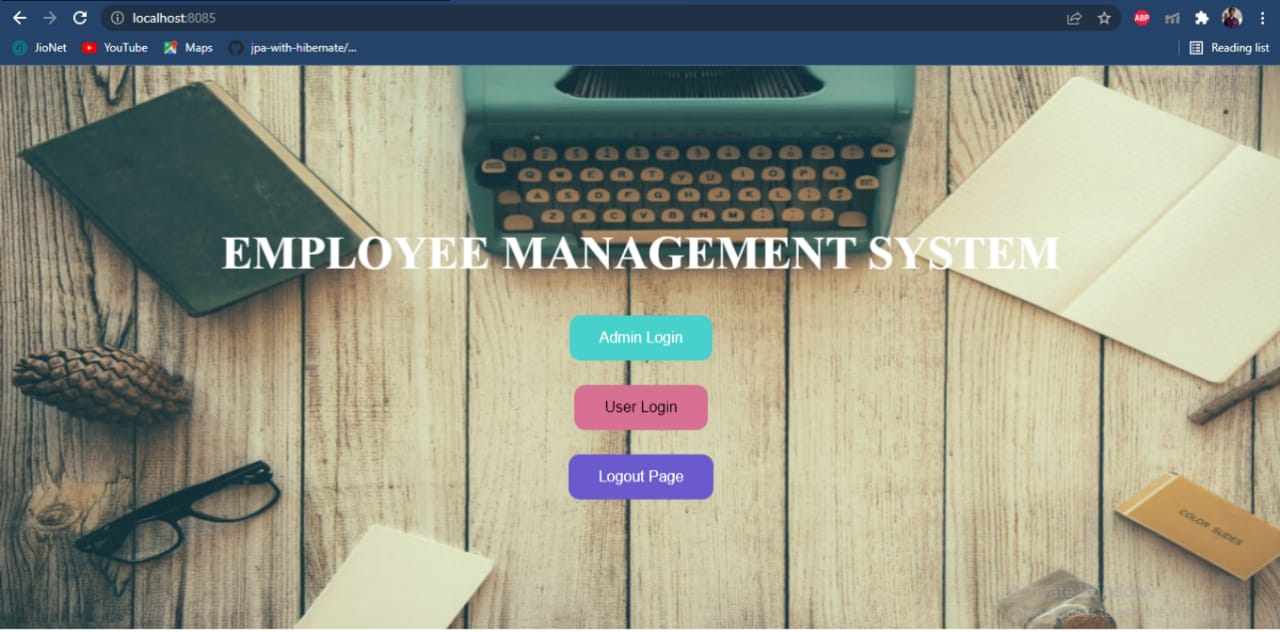 localhost:8085
ABP
JioNet YouTube Maps jpa-with-hibernate/... Reading list
Q W E R T Y U I O P
A S D F G H J K L
Z X C V B N M
EMPLOYEE MANAGEMENT SYSTEM
Admin Login
User Login
Logout Page
COLOR SLIDES